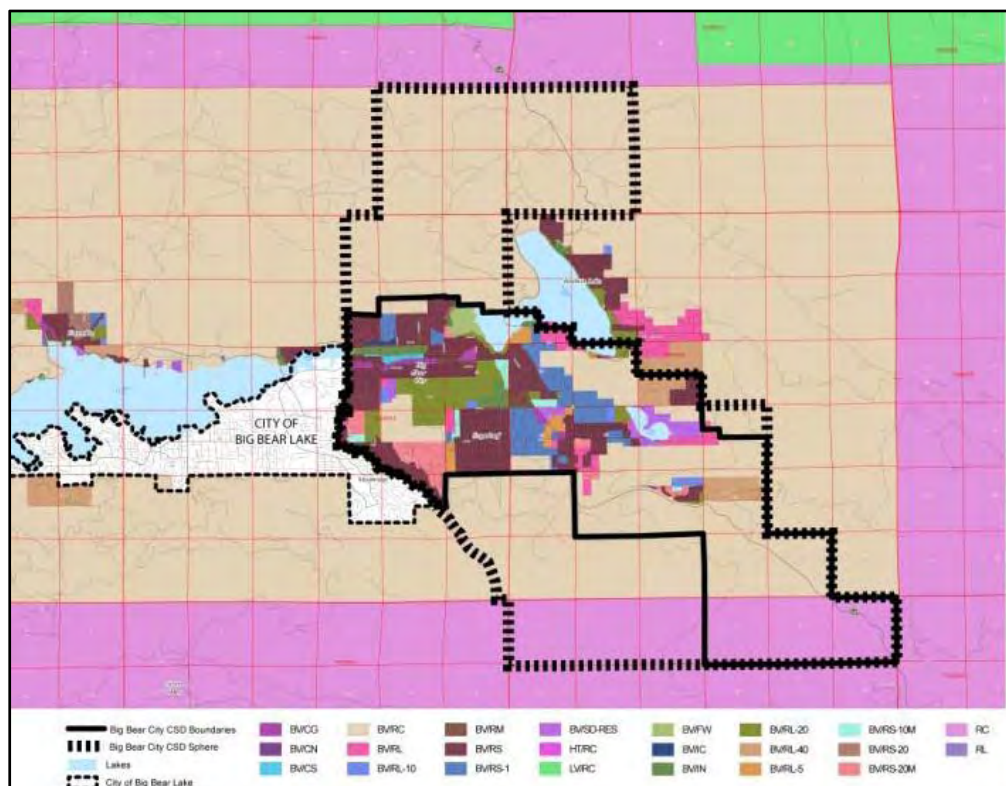 CITY OF
BIG BEAR LAKE
Big Bear City CSD Boundaries
Big Bear City CSD Sphere
Lakes
City of Big Bear Lake
BV/CG
BV/CN
BV/CS
BV/RC
BV/RL
BV/RL-10
BV/RM
BV/RS
BV/RS-1
BV/SD-RES
HT/RC
LV/RC
BV/FW
BV/IC
BV/IN
BV/RL-20
BV/RL-40
BV/RL-5
BV/RS-10M
BV/RS-20
BV/RS-20M
RC
RL